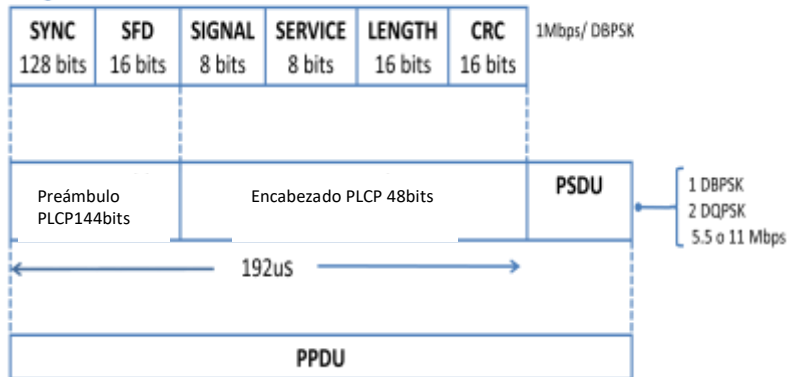 SYNC SFD SIGNAL SERVICE LENGTH CRC 1Mbps/ DBPSK
128 bits 16 bits 8 bits 8 bits 16 bits 16 bits
Preámbulo
PLCP144bits
Encabezado PLCP 48bits
PSDU
1 DBPSK
2 DQPSK
5.5 o 11 Mbps
192us
PPDU